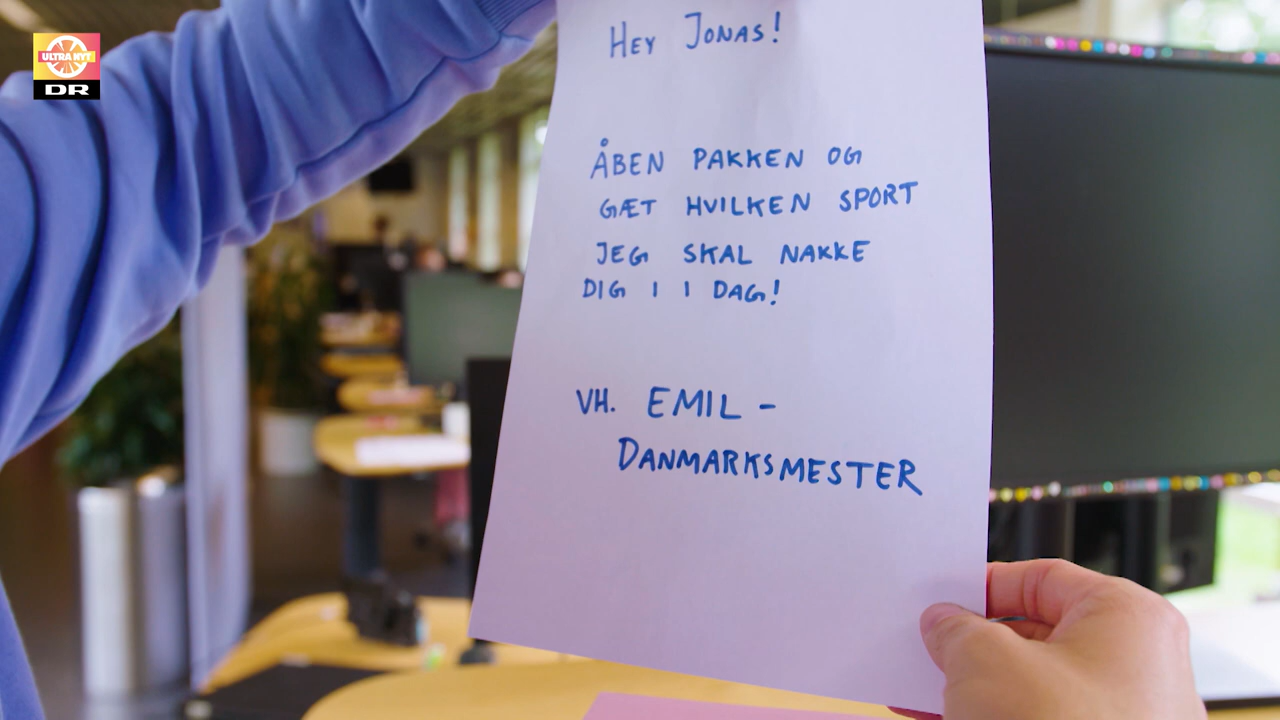 ULTRA NYT
DR
HEY JONAS!
ÅBEN PAKKEN OG
GÆT HVILKEN SPORT
JEG SKAL NAKKE
DIG I I DAG!
VH. EMIL -
DANMARKSMESTER